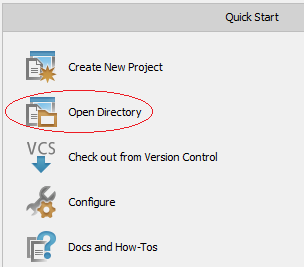 Quick Start
Create New Project
Open Directory
VCS
Check out from Version Control
Configure
Docs and How-Tos